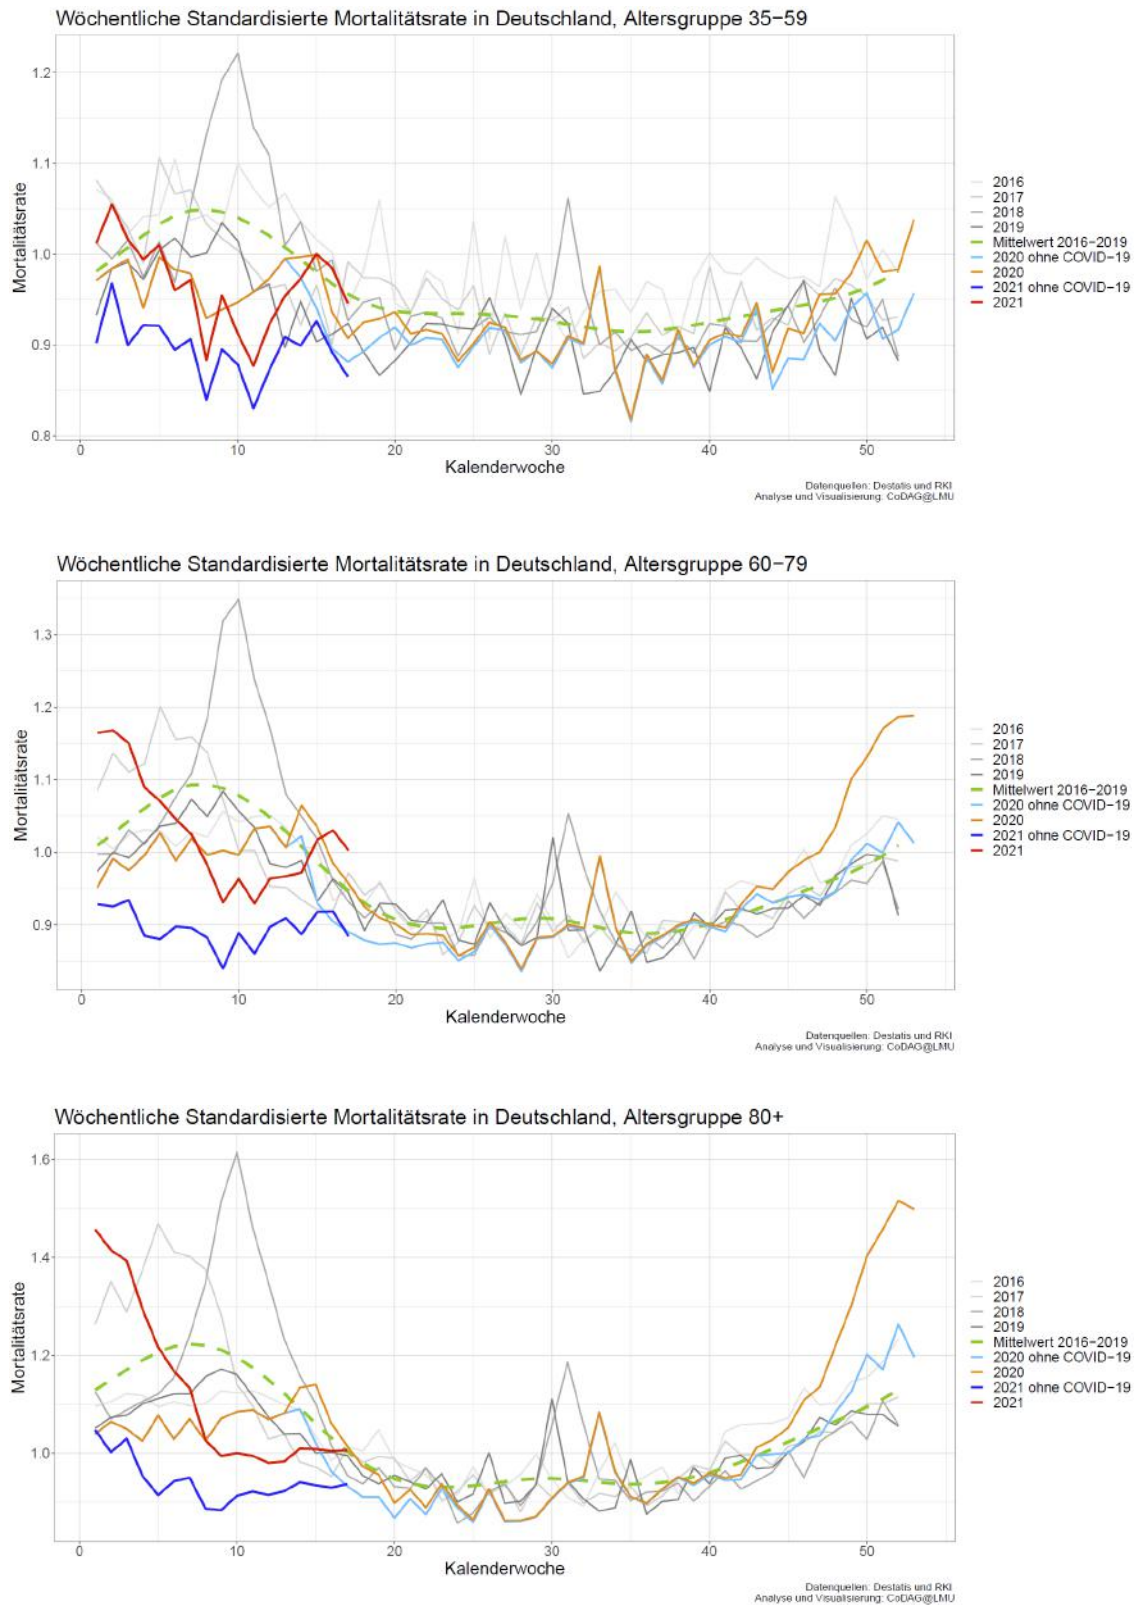 Wöchentliche Standardisierte Mortalitätsrate in Deutschland, Altersgruppe 35–59
1.2
1.1
1.0
0.9
0.8
Mortalitätsrate
0 10 20 30 40 50
Kalenderwoche
2016
2017
2018
2019
Mittelwert 2016–2019
2020 ohne COVID–19
2020
2021 ohne COVID–19
2021
Datenquellen: Destatis und RKI
Analyse und Visualisierung: CoDAG@LMU
Wöchentliche Standardisierte Mortalitätsrate in Deutschland, Altersgruppe 60–79
1.3
1.2
1.1
1.0
0.9
Mortalitätsrate
0 10 20 30 40 50
Kalenderwoche
2016
2017
2018
2019
Mittelwert 2016–2019
2020 ohne COVID–19
2020
2021 ohne COVID–19
2021
Datenquellen: Destatis und RKI
Analyse und Visualisierung: CoDAG@LMU
Wöchentliche Standardisierte Mortalitätsrate in Deutschland, Altersgruppe 80+
1.6
1.4
1.2
1.0
Mortalitätsrate
0 10 20 30 40 50
Kalenderwoche
2016
2017
2018
2019
Mittelwert 2016–2019
2020 ohne COVID–19
2020
2021 ohne COVID–19
2021
Datenquellen: Destatis und RKI
Analyse und Visualisierung: CoDAG@LMU